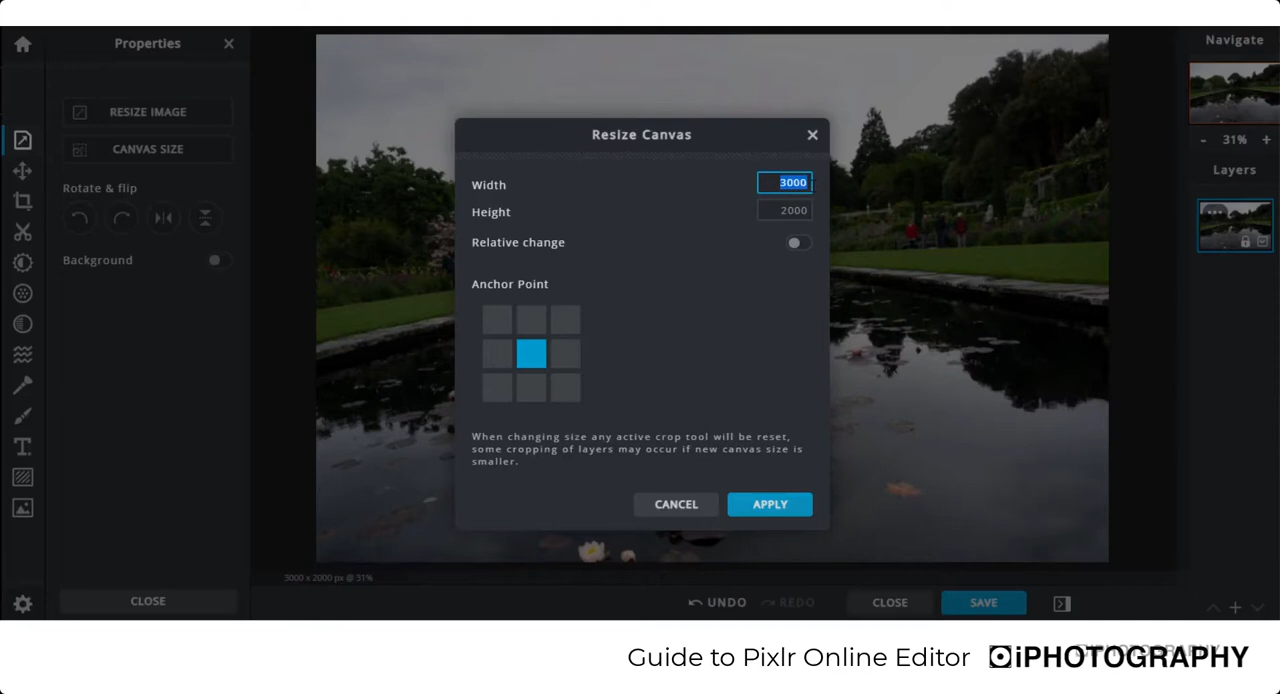 Properties
RESIZE IMAGE
CANVAS SIZE
Rotate & flip
Background
CLOSE
Resize Canvas
Width 3000
Height 2000
Relative change
Anchor Point
When changing size any active crop tool will be reset,
some cropping of layers may occur if new canvas size is
smaller.
CANCEL APPLY
3000 x 2000 px @ 31%
UNDO REDO CLOSE SAVE
Navigate
- 31% +
Layers
Guide to Pixlr Online Editor iPHOTOGRAPHY